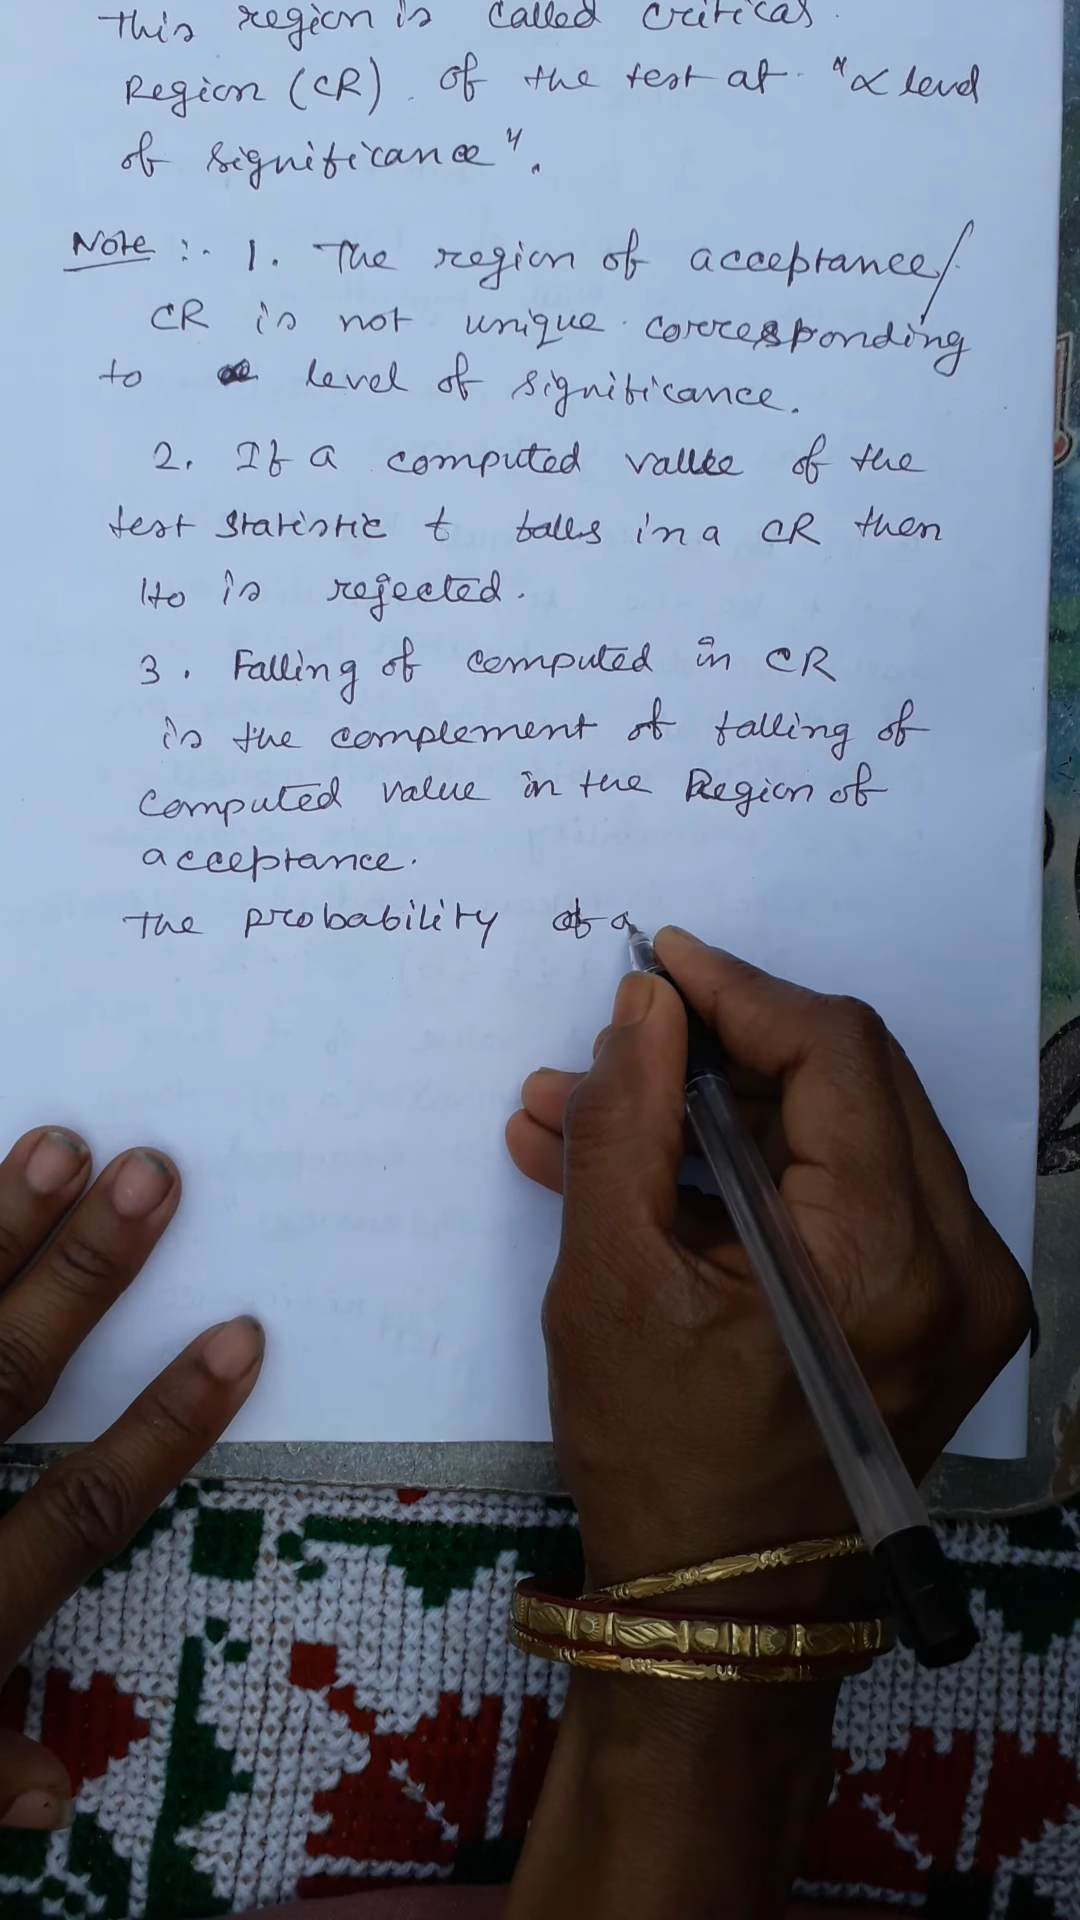 This region is called critical
Region (CR) of the test at "α level
of significance".
Note :- 1. The region of acceptance/
CR is not unique corresponding
to level of significance.
2. If a computed value of the
test statistic t falls in a CR then
Ho is rejected.
3. Falling of computed in CR
is the complement of falling of
computed value in the Region of
acceptance.
The probability of a